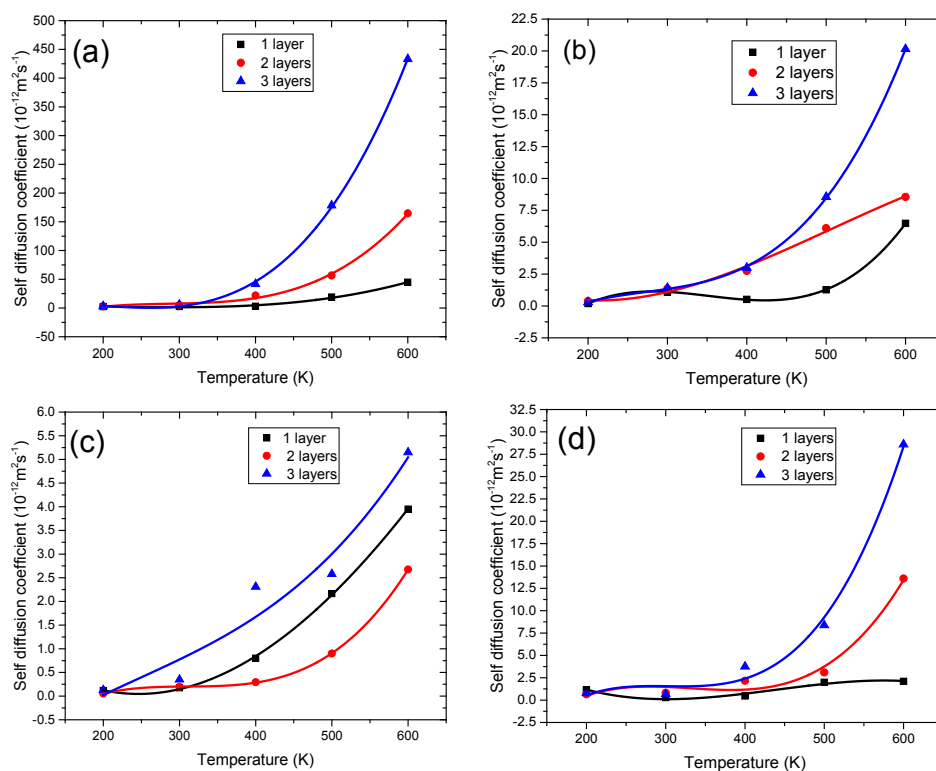 (a)
1 layer
2 layers
3 layers
Self diffusion coefficient (10⁻¹²m²s⁻¹)
500
450
400
350
300
250
200
150
100
50
0
-50
200 300 400 500 600
Temperature (K)
(b)
1 layer
2 layers
3 layers
Self diffusion coefficient (10⁻¹²m²s⁻¹)
22.5
20.0
17.5
15.0
12.5
10.0
7.5
5.0
2.5
0.0
-2.5
200 300 400 500 600
Temperature (K)
(c)
1 layer
2 layers
3 layers
Self diffusion coefficient (10⁻¹²m²s⁻¹)
6.0
5.5
5.0
4.5
4.0
3.5
3.0
2.5
2.0
1.5
1.0
0.5
0.0
-0.5
200 300 400 500 600
Temperature (K)
(d)
1 layers
2 layers
3 layers
Self diffusion coefficient (10⁻¹²m²s⁻¹)
32.5
30.0
27.5
25.0
22.5
20.0
17.5
15.0
12.5
10.0
7.5
5.0
2.5
0.0
-2.5
200 300 400 500 600
Temperature (K)